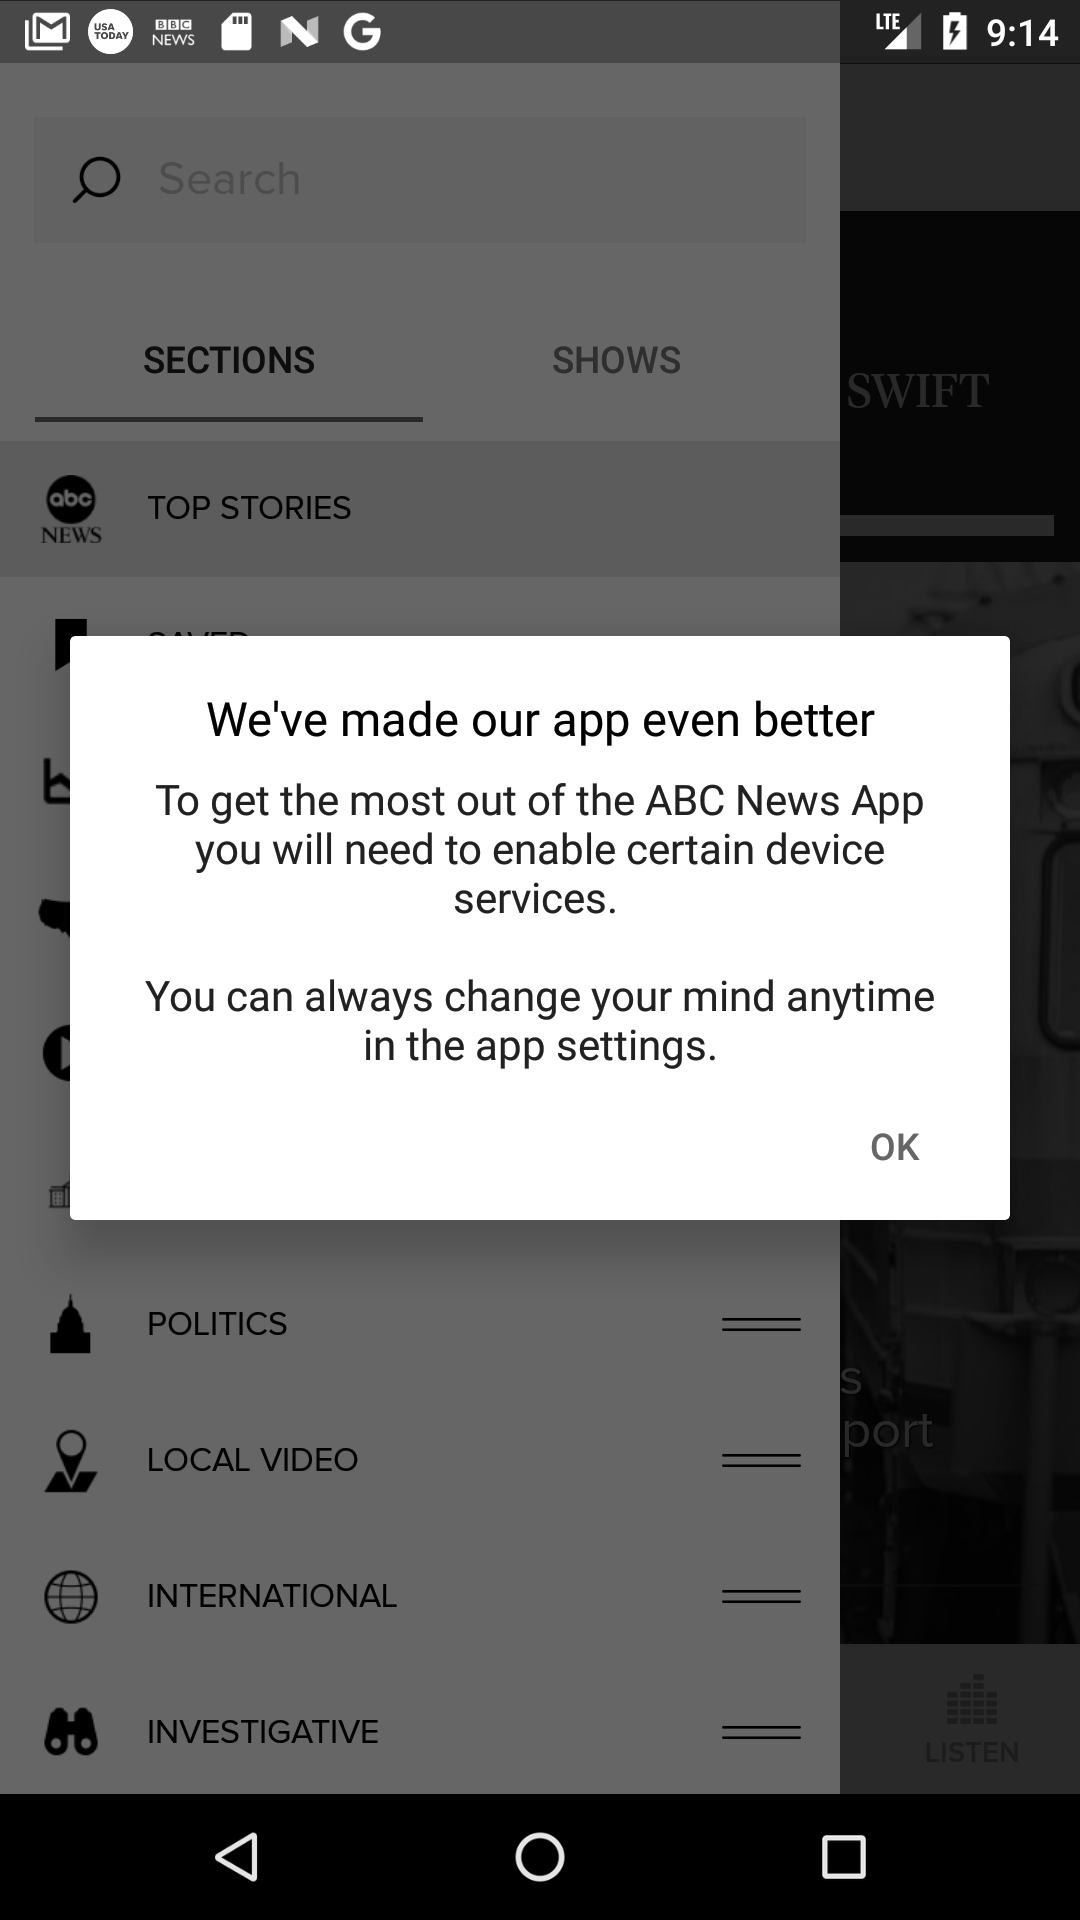 USA TODAY
BBC NEWS
LTE
9:14
Search
SECTIONS
SHOWS
SWIFT
abc NEWS
TOP STORIES
SAVED
We've made our app even better
To get the most out of the ABC News App
you will need to enable certain device
services.
You can always change your mind anytime
in the app settings.
OK
POLITICS
s
port
LOCAL VIDEO
INTERNATIONAL
INVESTIGATIVE
LISTEN